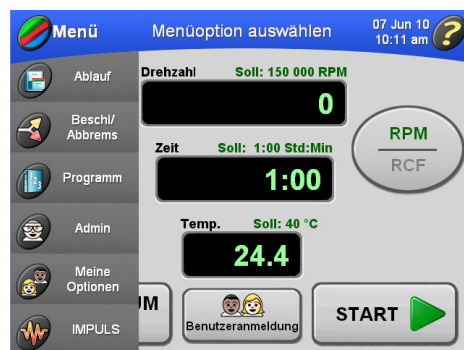 Menü
Menüoption auswählen
07 Jun 10
10:11 am
?
Ablauf
Drehzahl Soll: 150 000 RPM
0
Beschl/
Abbrems
Zeit Soll: 1:00 Std:Min
1:00
RPM
RCF
Programm
Admin
Temp. Soll: 40 °C
24.4
Meine
Optionen
IMPULS
UM
Benutzeranmeldung
START